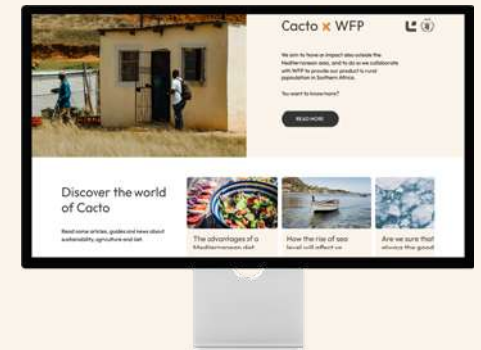 Cacto x WFP
We aim to have an impact also outside the
Mediterranean area, and to do so we collaborate
with WFP to provide our product to rural
population in Southern Africa.
You want to know more?
READ MORE
Discover the world
of Cacto
Read some articles, guides and news about
sustainability, agriculture and diet.
The advantages of a
Mediterranean diet
How the rise of sea
level will affect us
Are we sure that
always the good